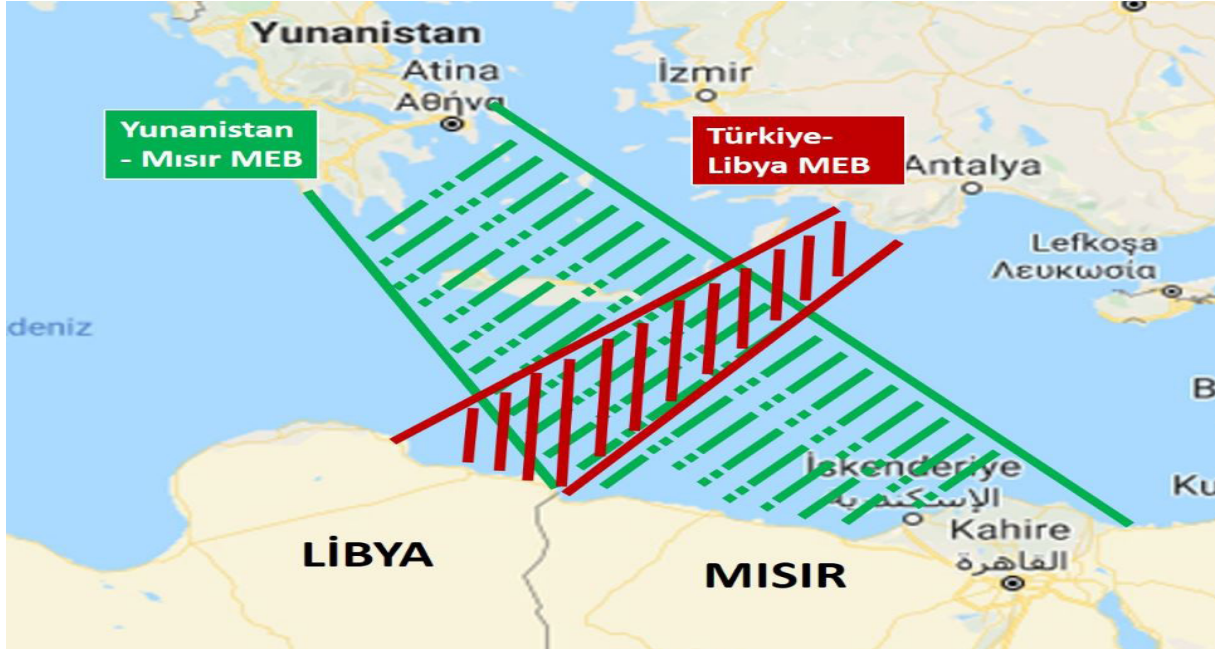 Yunanistan
Atina
Αθήνα
İzmir
Yunanistan
- Mısır MEB
Türkiye-
Libya MEB
Antalya
Lefkoşa
Λευκωσία
deniz
B
İskenderiye
الإسكندرية
Ku
Kahire
القاهرة
LİBYA
MISIR